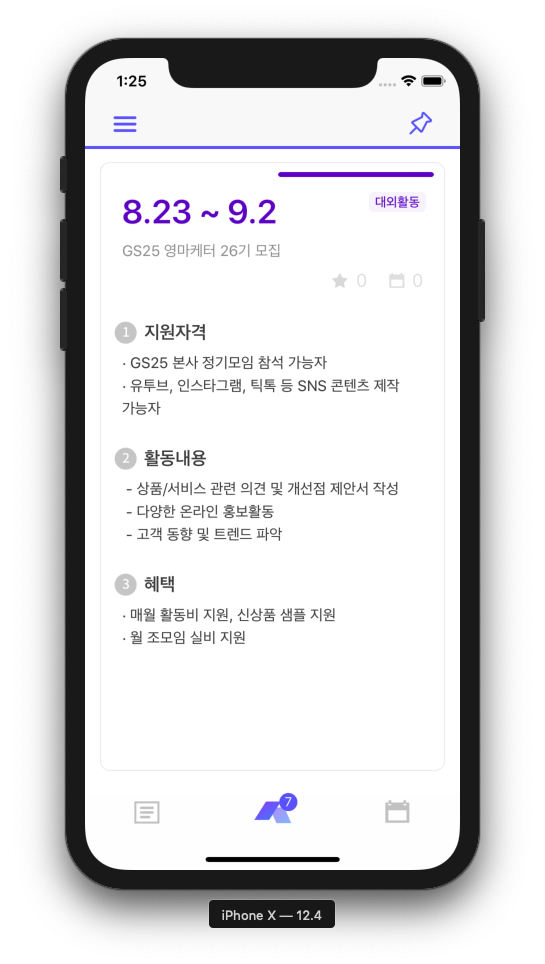 1:25
대외활동
8.23 ~ 9.2
GS25 영마케터 26기 모집
0 0
1 지원자격
· GS25 본사 정기모임 참석 가능자
· 유투브, 인스타그램, 틱톡 등 SNS 콘텐츠 제작
가능자
2 활동내용
- 상품/서비스 관련 의견 및 개선점 제안서 작성
- 다양한 온라인 홍보활동
- 고객 동향 및 트렌드 파악
3 혜택
· 매월 활동비 지원, 신상품 샘플 지원
· 월 조모임 실비 지원
7
iPhone X — 12.4